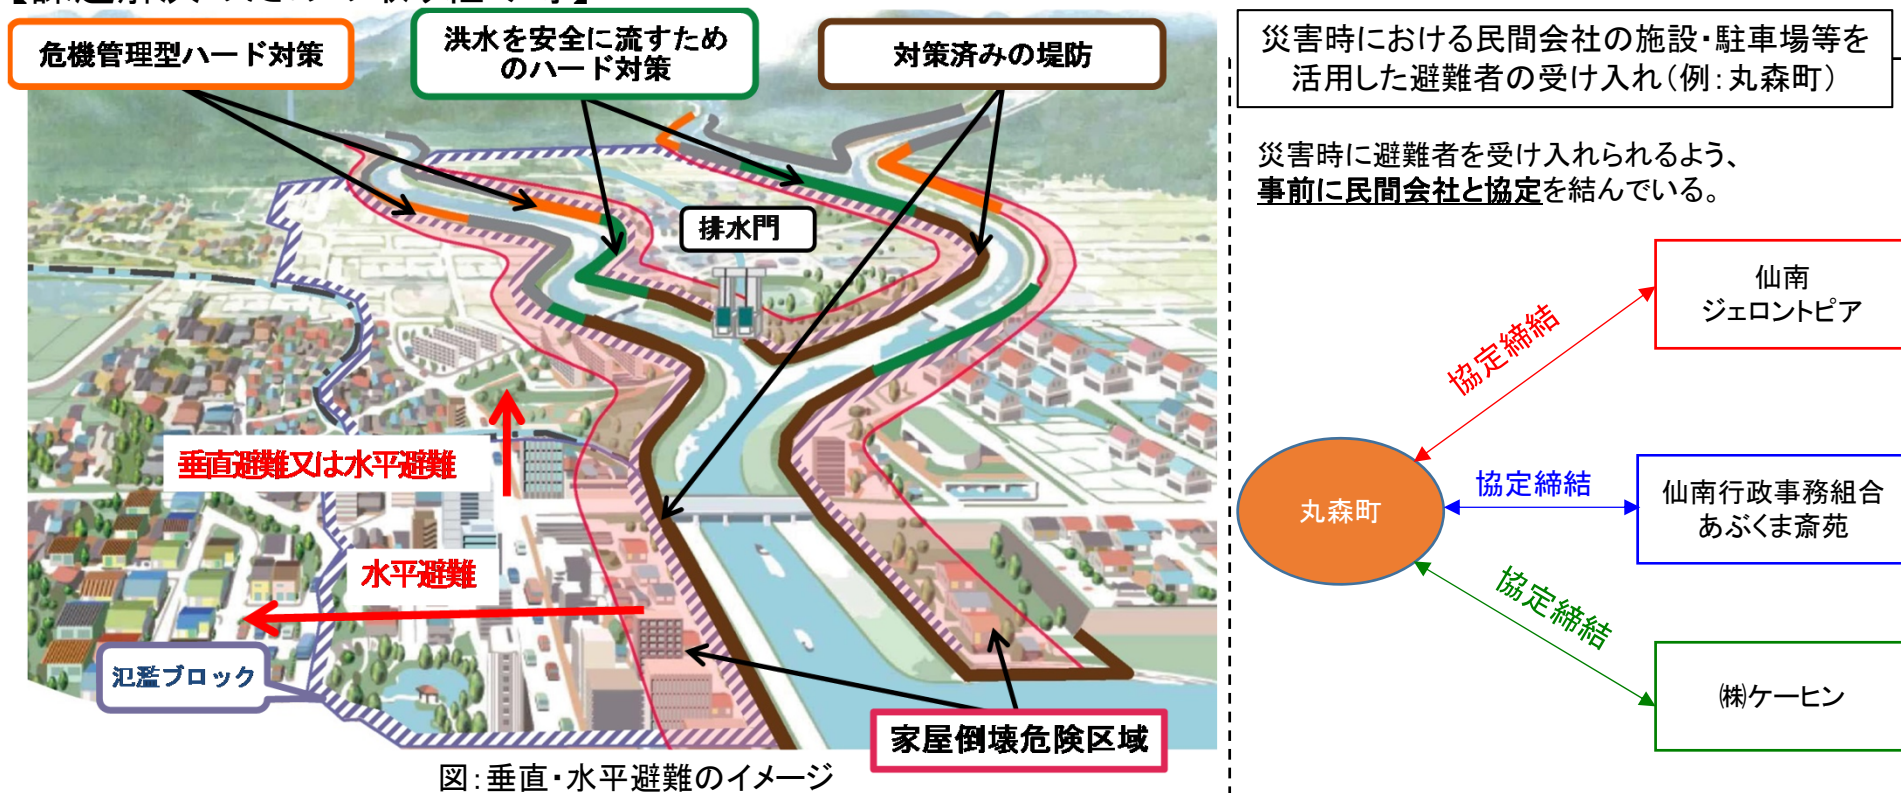 危機管理型ハード対策
洪水を安全に流すため
のハード対策
対策済みの堤防
排水門
垂直避難又は水平避難
水平避難
氾濫ブロック
家屋倒壊危険区域
図：垂直・水平避難のイメージ
災害時における民間会社の施設・駐車場等を
活用した避難者の受け入れ（例：丸森町）
災害時に避難者を受け入れられるよう、
事前に民間会社と協定を結んでいる。
仙南
ジェロントピア
協定締結
丸森町
協定締結
仙南行政事務組合
あぶくま斎苑
協定締結
㈱ケーヒン